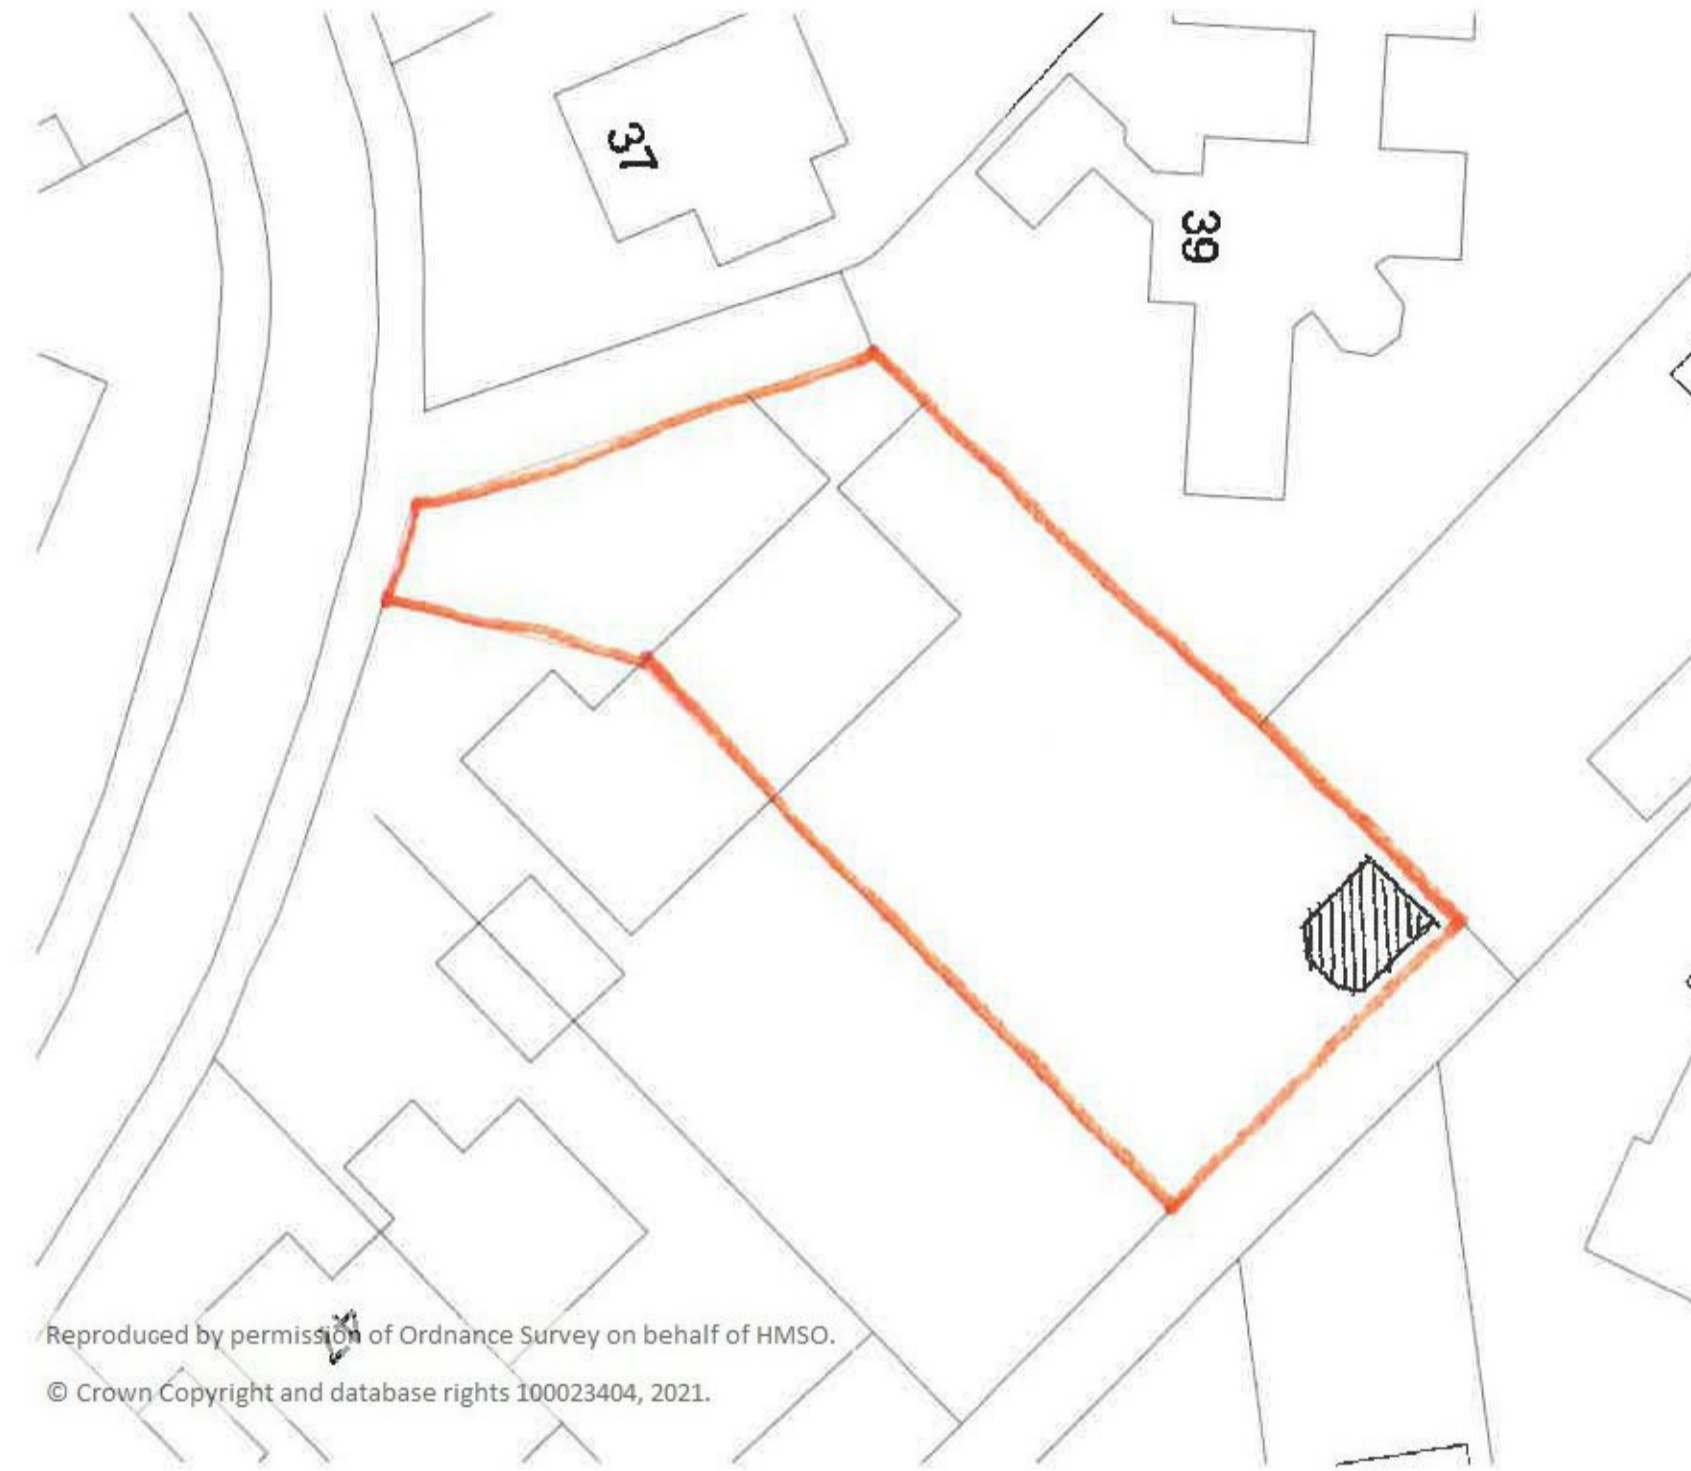 37
39
Reproduced by permission of Ordnance Survey on behalf of HMSO.
© Crown Copyright and database rights 100023404, 2021.